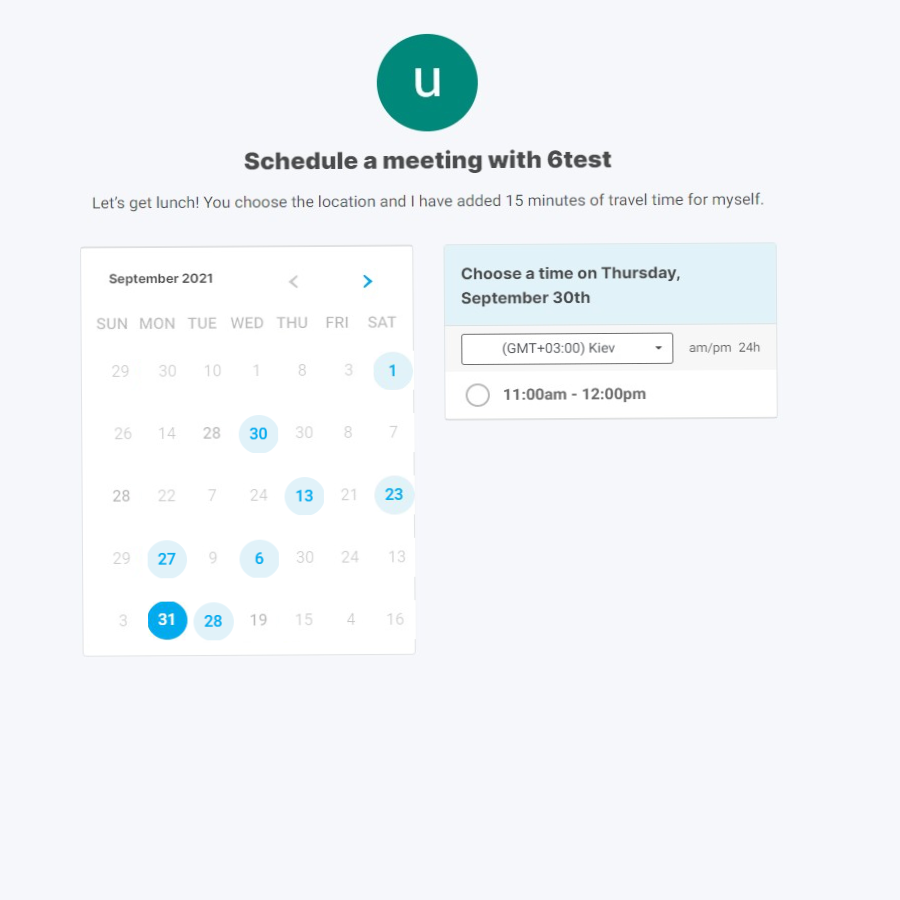 u
Schedule a meeting with 6test
Let's get lunch! You choose the location and I have added 15 minutes of travel time for myself.
September 2021
SUN MON TUE WED THU FRI SAT
29 30 10 1 8 3 1
26 14 28 30 30 8 7
28 22 7 24 13 21 23
29 27 9 6 30 24 13
3 31 28 19 15 4 16
Choose a time on Thursday,
September 30th
(GMT+03:00) Kiev am/pm 24h
11:00am - 12:00pm